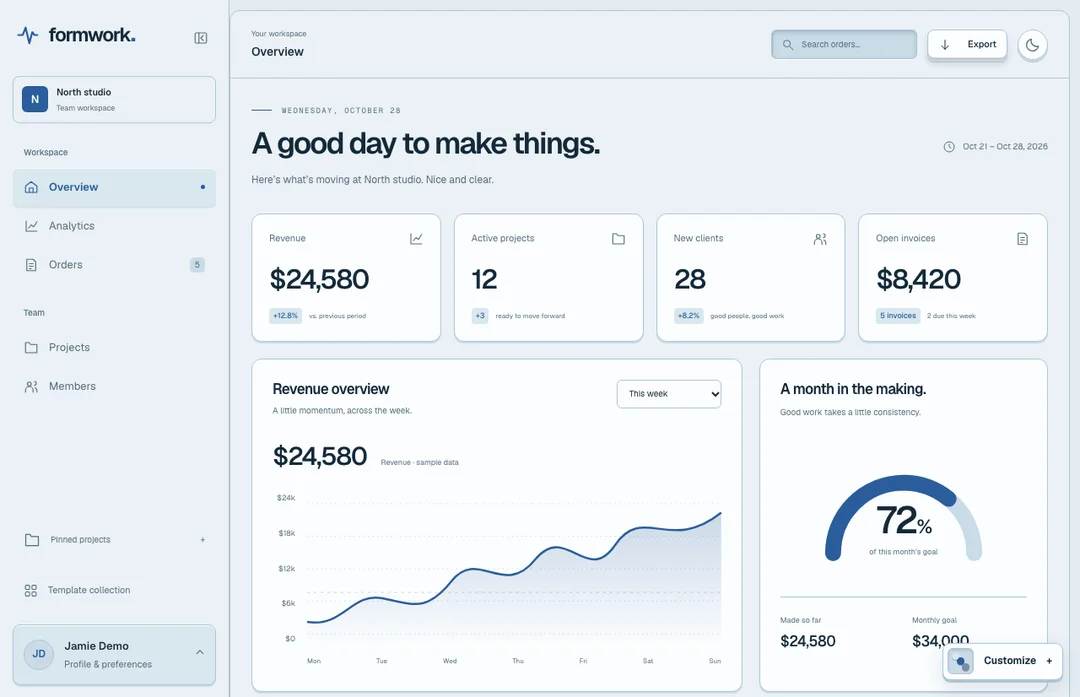 formwork.
N
North studio
Team workspace
Workspace
Overview
Analytics
Orders
5
Team
Projects
Members
Pinned projects
+
Template collection
JD
Jamie Demo
Profile & preferences
Your workspace
Overview
Search orders…
Export
WEDNESDAY, OCTOBER 28
A good day to make things.
Here's what's moving at North studio. Nice and clear.
Oct 21 – Oct 28, 2026
Revenue
$24,580
+12.8% vs. previous period
Active projects
12
+3 ready to move forward
New clients
28
+8.2% good people, good work
Open invoices
$8,420
5 invoices 2 due this week
Revenue overview
A little momentum, across the week.
This week
$24,580 Revenue · sample data
$24k
$18k
$12k
$6k
$0
Mon Tue Wed Thu Fri Sat Sun
A month in the making.
Good work takes a little consistency.
72%
of this month's goal
Made so far
$24,580
Monthly goal
$34,000
Customize +